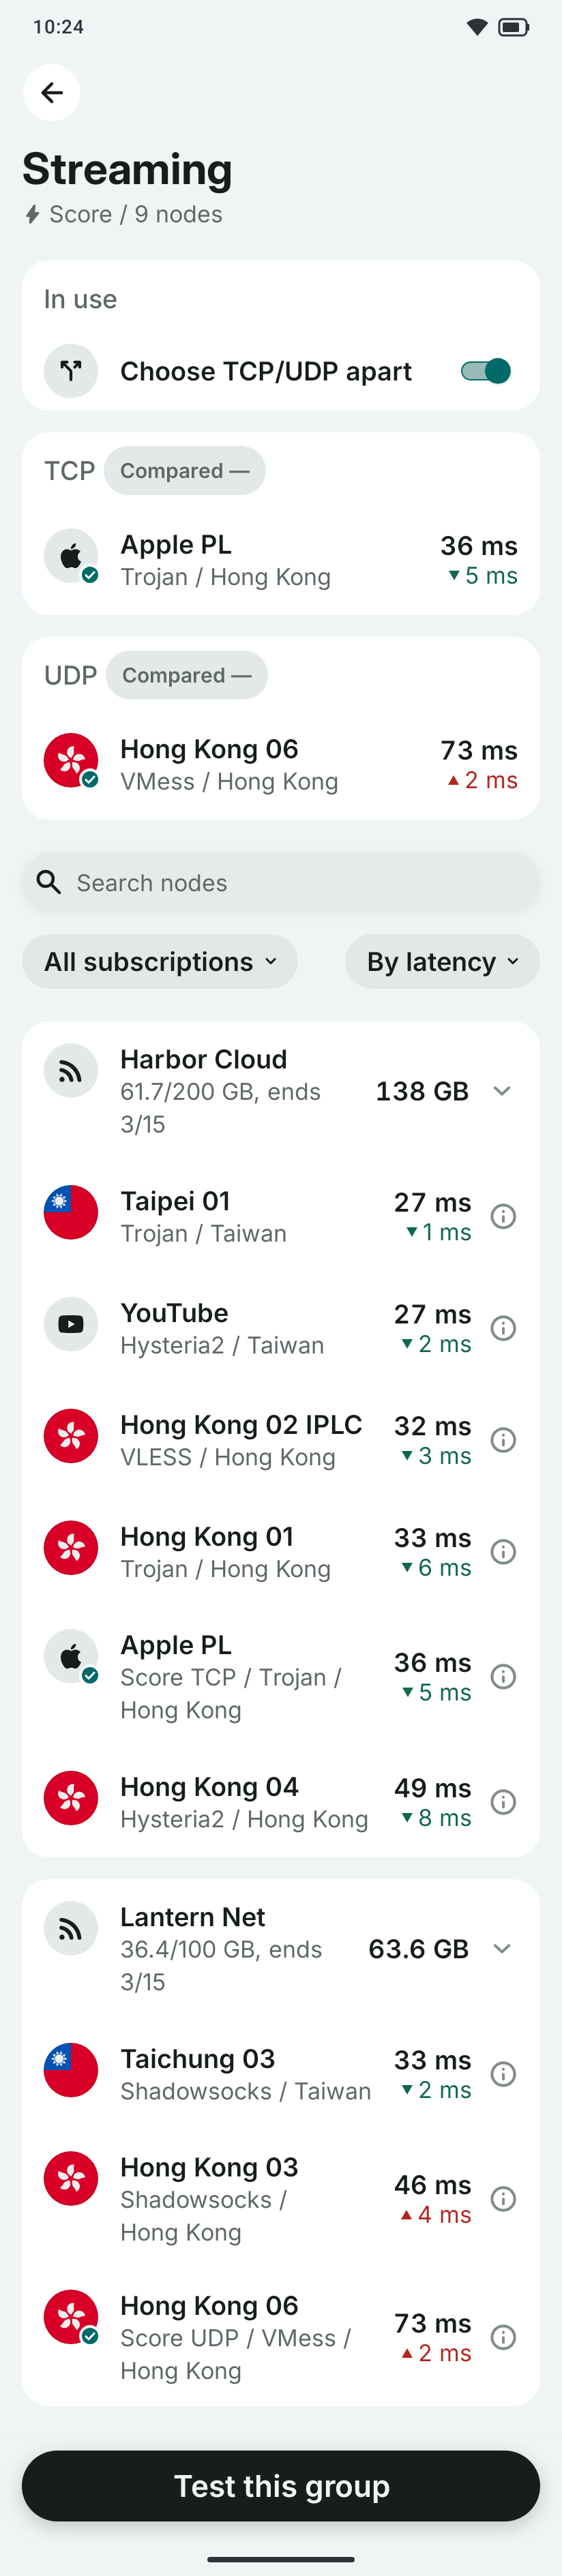 10:24
Streaming
Score / 9 nodes
In use
Choose TCP/UDP apart
TCP
Compared —
Apple PL
36 ms
Trojan / Hong Kong
5 ms
UDP
Compared —
Hong Kong 06
73 ms
VMess / Hong Kong
2 ms
Search nodes
All subscriptions
By latency
Harbor Cloud
61.7/200 GB, ends
3/15
138 GB
Taipei 01
27 ms
Trojan / Taiwan
1 ms
YouTube
27 ms
Hysteria2 / Taiwan
2 ms
Hong Kong 02 IPLC
32 ms
VLESS / Hong Kong
3 ms
Hong Kong 01
33 ms
Trojan / Hong Kong
6 ms
Apple PL
36 ms
Score TCP / Trojan /
Hong Kong
5 ms
Hong Kong 04
49 ms
Hysteria2 / Hong Kong
8 ms
Lantern Net
36.4/100 GB, ends
3/15
63.6 GB
Taichung 03
33 ms
Shadowsocks / Taiwan
2 ms
Hong Kong 03
46 ms
Shadowsocks /
Hong Kong
4 ms
Hong Kong 06
73 ms
Score UDP / VMess /
Hong Kong
2 ms
Test this group